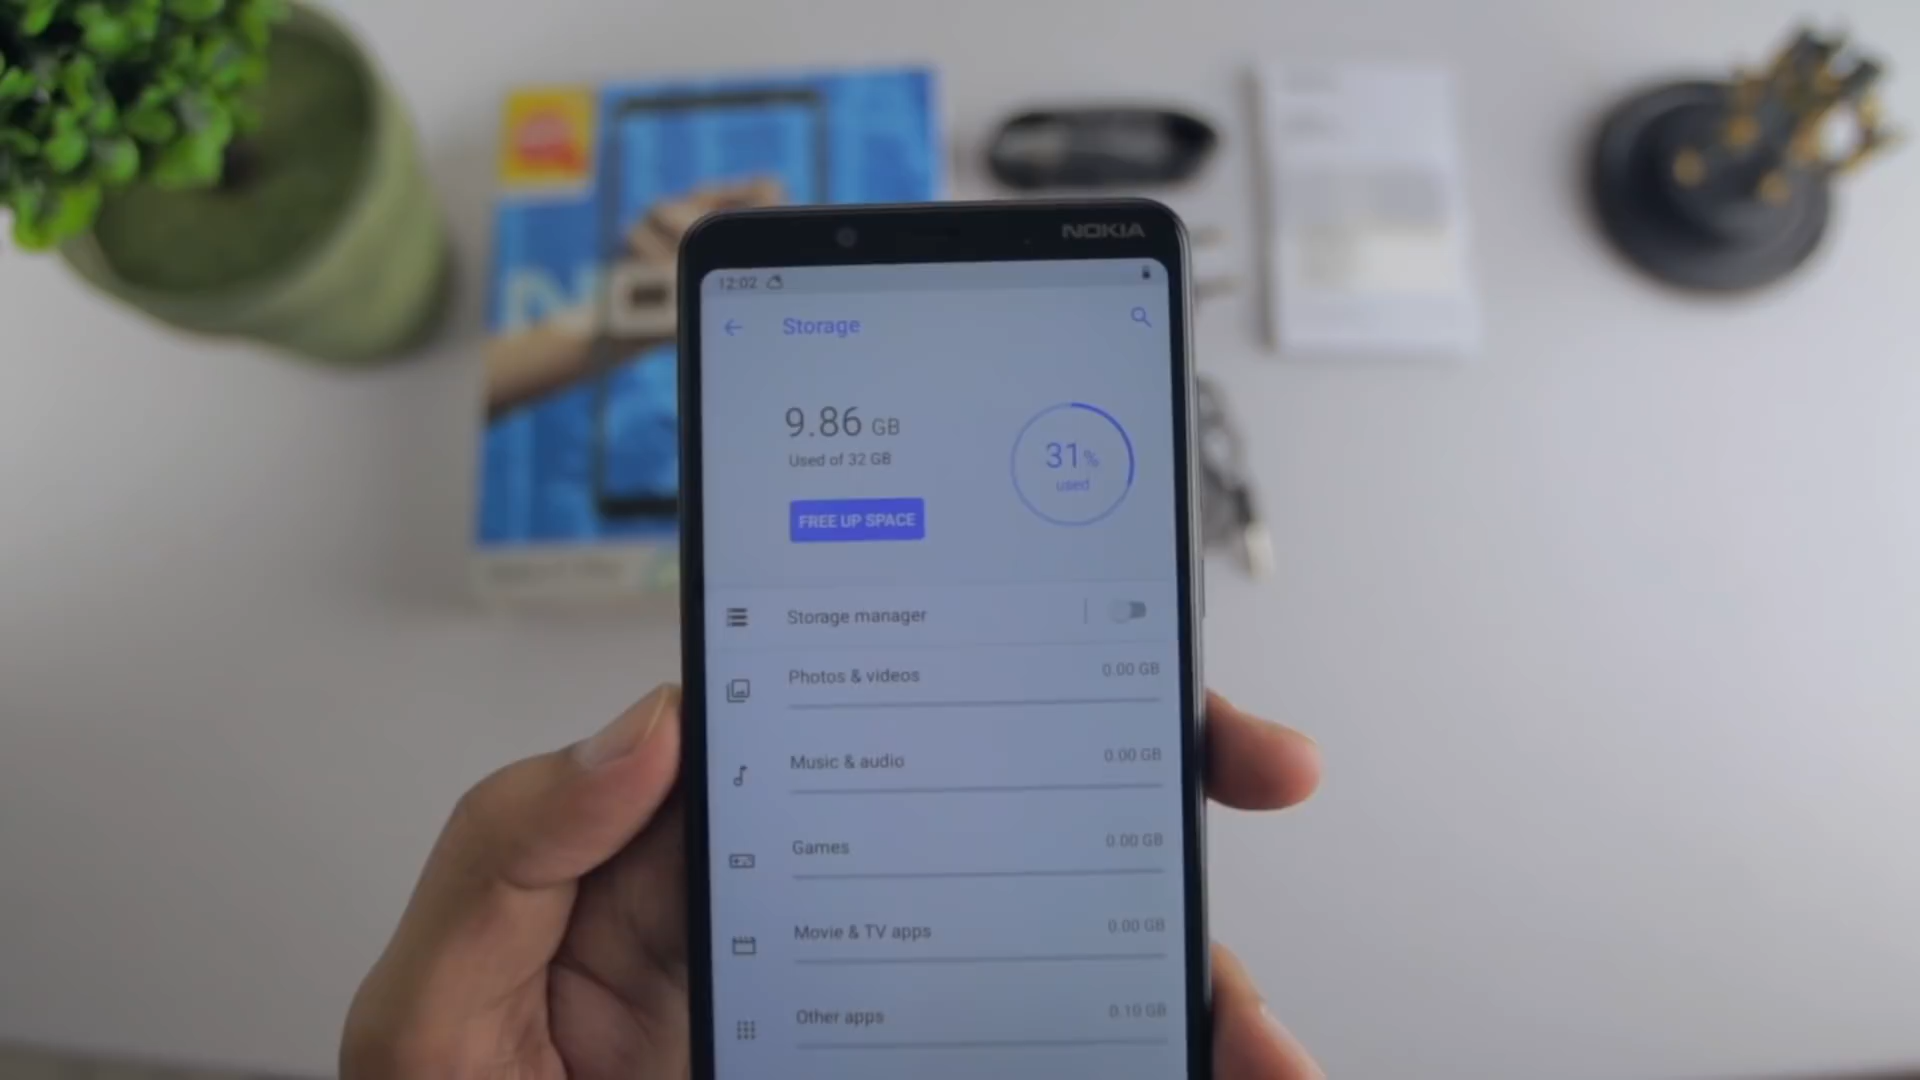 NOKIA
12:02
Storage
9.86 GB
Used of 32 GB
31%
used
FREE UP SPACE
Storage manager
Photos & videos 0.00 GB
Music & audio 0.00 GB
Games 0.00 GB
Movie & TV apps 0.00 GB
Other apps 0.19 GB